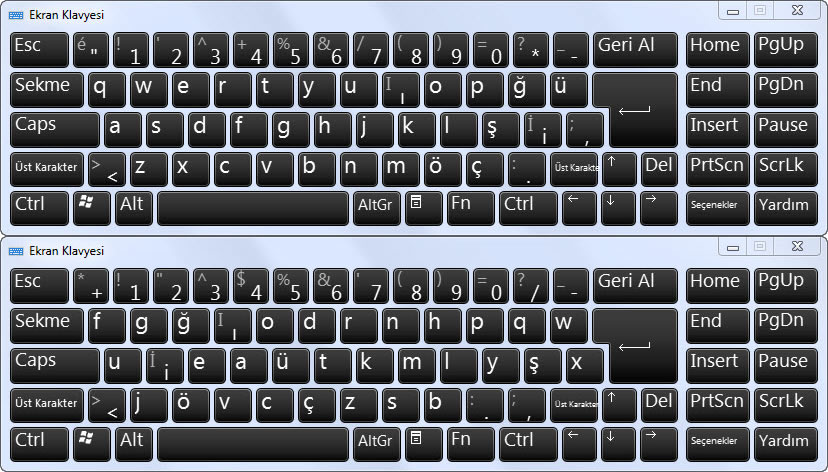 Ekran Klavyesi
Esc é " ! 1 ' 2 ^ 3 + 4 % 5 & 6 / 7 ( 8 ) 9 = 0 ? * _ - Geri Al Home PgUp
Sekme q w e r t y u I ı o p ğ ü End PgDn
Caps a s d f g h j k l ş İ i ; , Insert Pause
Üst Karakter > < z x c v b n m ö ç : . Üst Karakte ↑ Del PrtScn ScrLk
Ctrl Alt AltGr Fn Ctrl ← ↓ → Seçenekler Yardım
Ekran Klavyesi
Esc * + ! 1 " 2 ^ 3 $ 4 % 5 & 6 ' 7 ( 8 ) 9 = 0 ? / _ - Geri Al Home PgUp
Sekme f g ğ I ı o d r n h p q w End PgDn
Caps u İ i e a ü t k m l y ş x Insert Pause
Üst Karakter > < j ö v c ç z s b : . ; , Üst Karakte ↑ Del PrtScn ScrLk
Ctrl Alt AltGr Fn Ctrl ← ↓ → Seçenekler Yardım